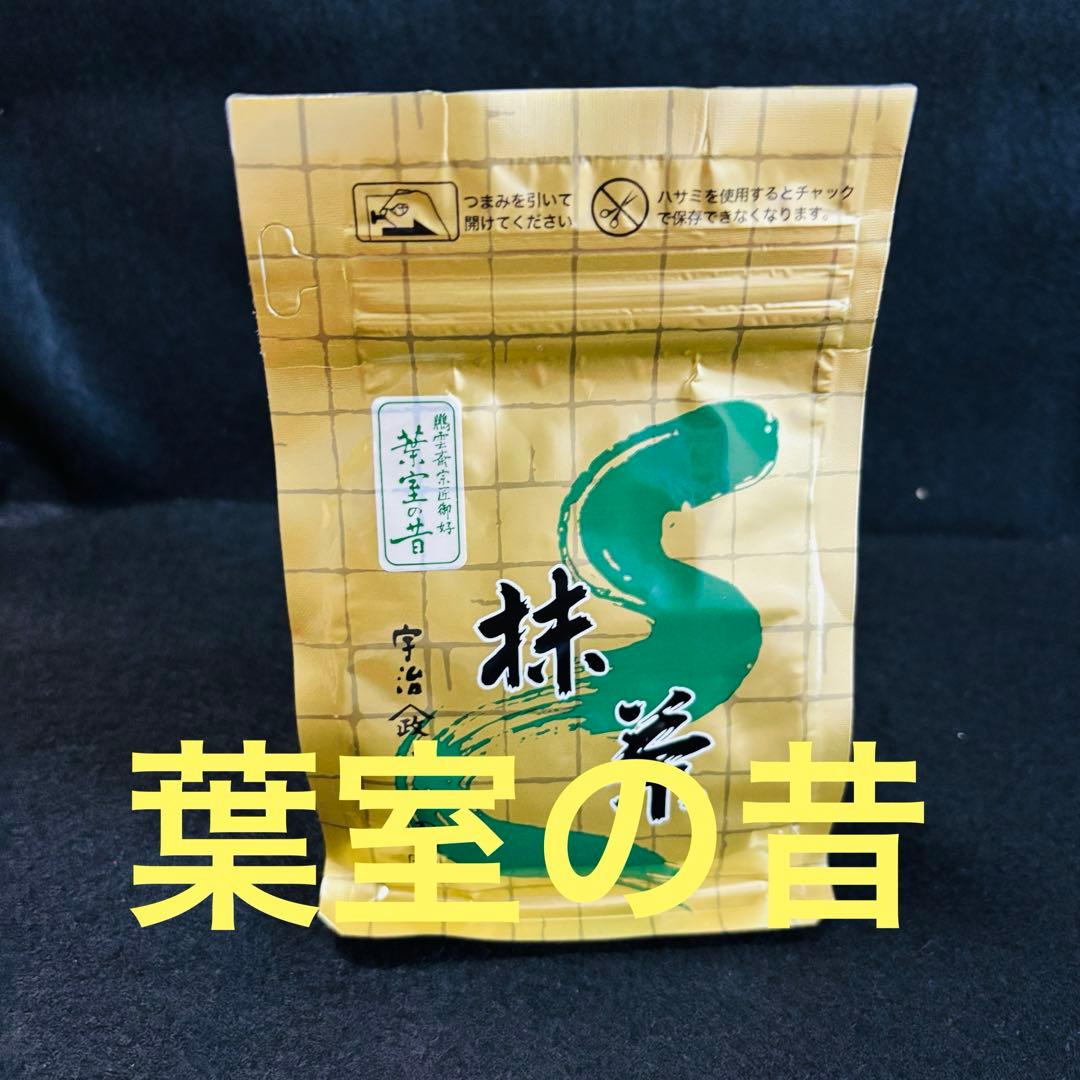 つまみを引いて
開けてください
ハサミを使用するとチャック
で保存できなくなります。
鵬雲斎宗匠御好
葉室の昔
抹茶
宇治
政
葉室の昔